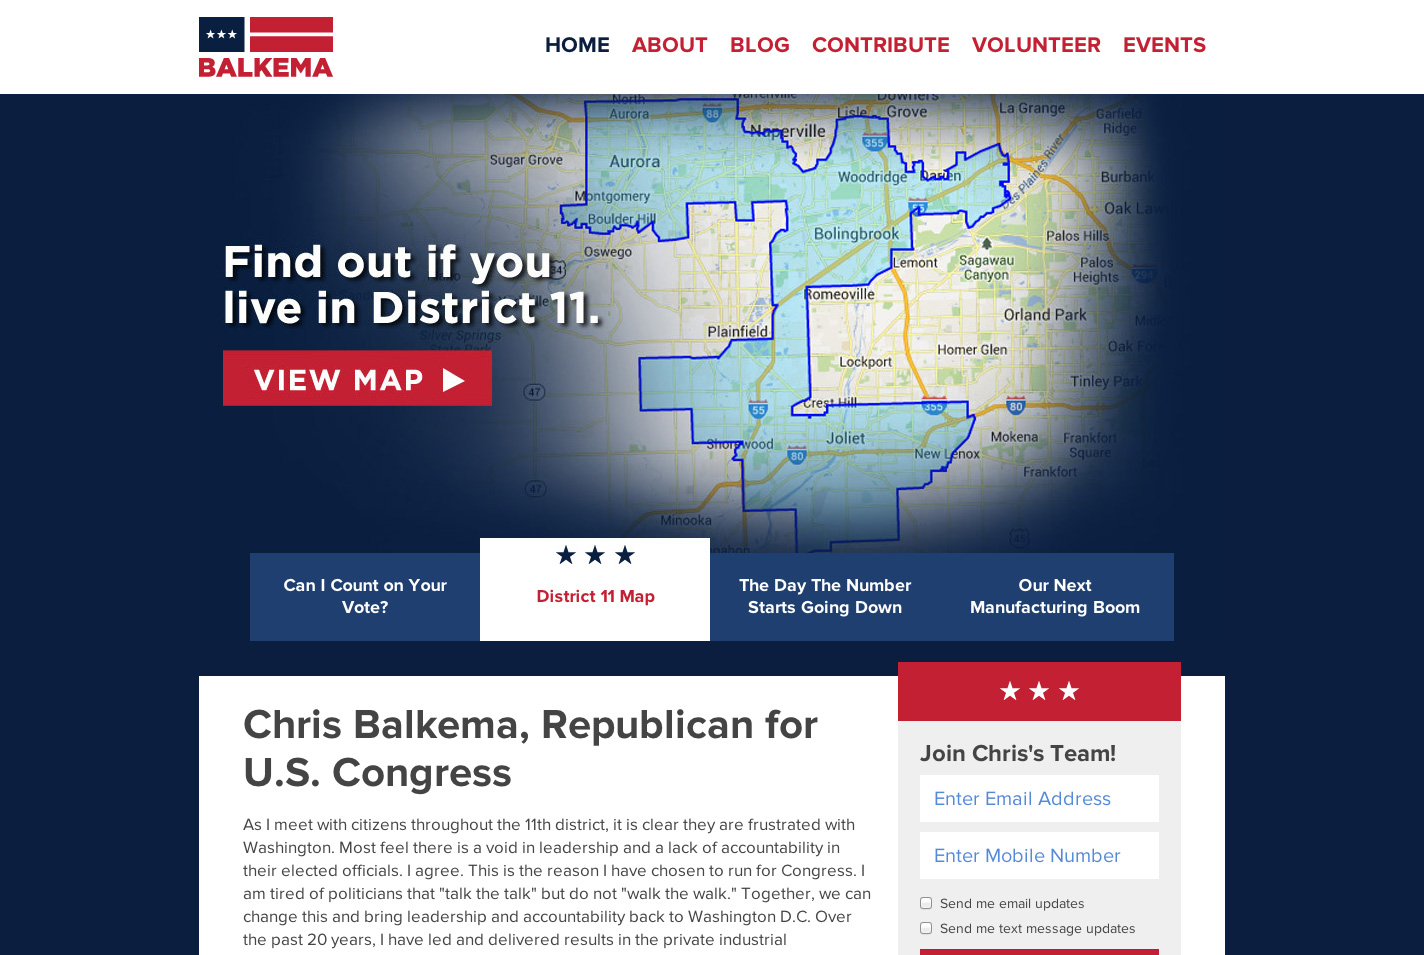 BALKEMA
HOME ABOUT BLOG CONTRIBUTE VOLUNTEER EVENTS
North
Aurora
88
Naperville
Lisle
Downers
Grove
La Grange
Garfield
Ridge
355
Sugar Grove
Aurora
Woodridge
Darien
Des Plaines River
Burbank
Montgomery
Boulder Hill
Oak Law
Bolingbrook
Oswego
Lemont
Sagawau
Canyon
Palos Hills
Palos
Heights
294
34
Find out if you
live in District 11.
Romeoville
Plainfield
Orland Park
Silver Springs
State Park
Lockport
Homer Glen
Oak Fo
VIEW MAP
47
Tinley Park
55
Crest Hill
355
80
Shorewood
Joliet
80
New Lenox
Mokena
Frankfort
Square
Frankfort
47
Minooka
45
Can I Count on Your
Vote?
District 11 Map
The Day The Number
Starts Going Down
Our Next
Manufacturing Boom
Chris Balkema, Republican for
U.S. Congress
As I meet with citizens throughout the 11th district, it is clear they are frustrated with
Washington. Most feel there is a void in leadership and a lack of accountability in
their elected officials. I agree. This is the reason I have chosen to run for Congress. I
am tired of politicians that "talk the talk" but do not "walk the walk." Together, we can
change this and bring leadership and accountability back to Washington D.C. Over
the past 20 years, I have led and delivered results in the private industrial
Join Chris's Team!
Enter Email Address
Enter Mobile Number
Send me email updates
Send me text message updates